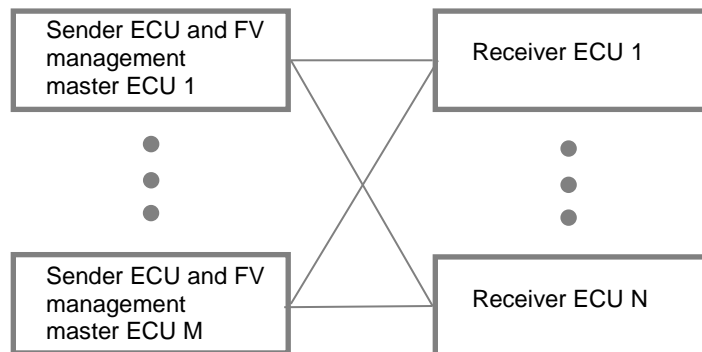 Sender ECU and FV
management
master ECU 1
Receiver ECU 1
Sender ECU and FV
management
master ECU M
Receiver ECU N